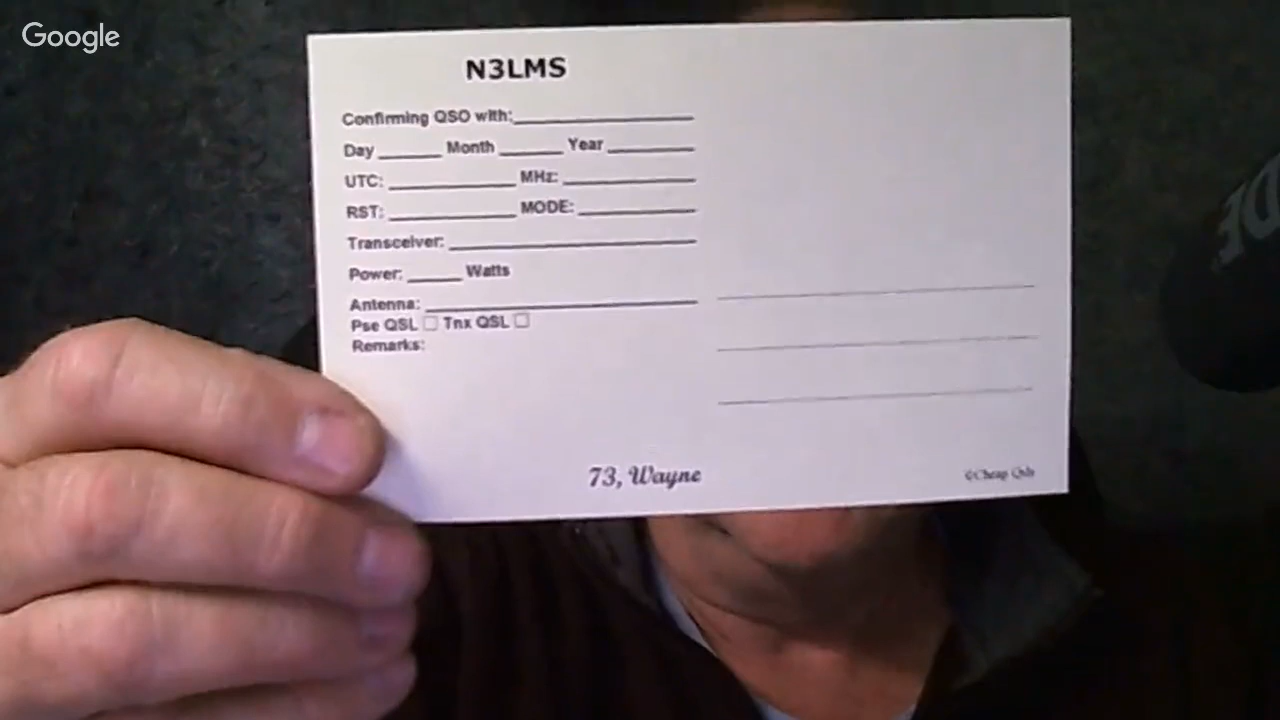 Google
N3LMS
Confirming QSO with:
Day Month Year
UTC: MHz:
RST: MODE:
Transceiver:
Power: Watts
Antenna:
Pse QSL Tnx QSL
Remarks:
73, Wayne
©Cheap Qsls